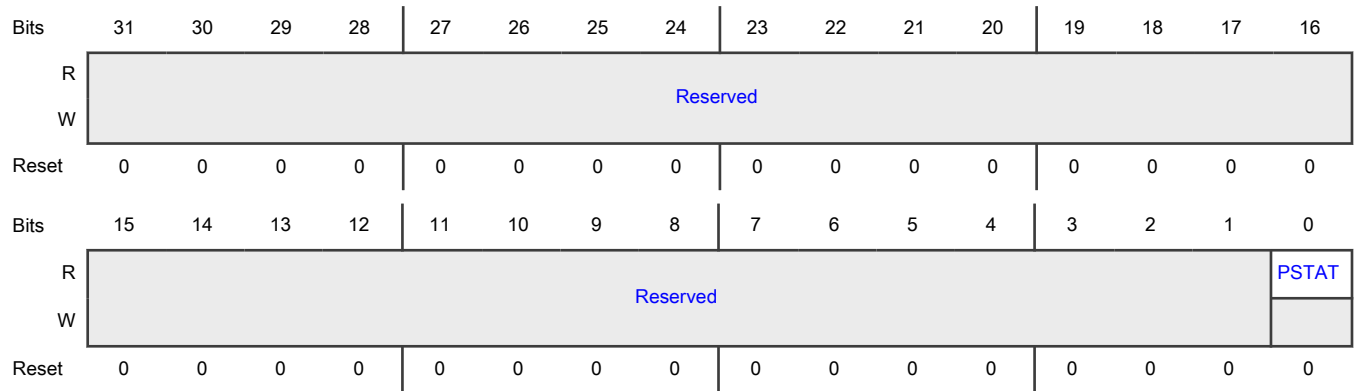 Bits 31 30 29 28 27 26 25 24 23 22 21 20 19 18 17 16
R
Reserved
W
Reset 0 0 0 0 0 0 0 0 0 0 0 0 0 0 0 0
Bits 15 14 13 12 11 10 9 8 7 6 5 4 3 2 1 0
R PSTAT
Reserved
W
Reset 0 0 0 0 0 0 0 0 0 0 0 0 0 0 0 0